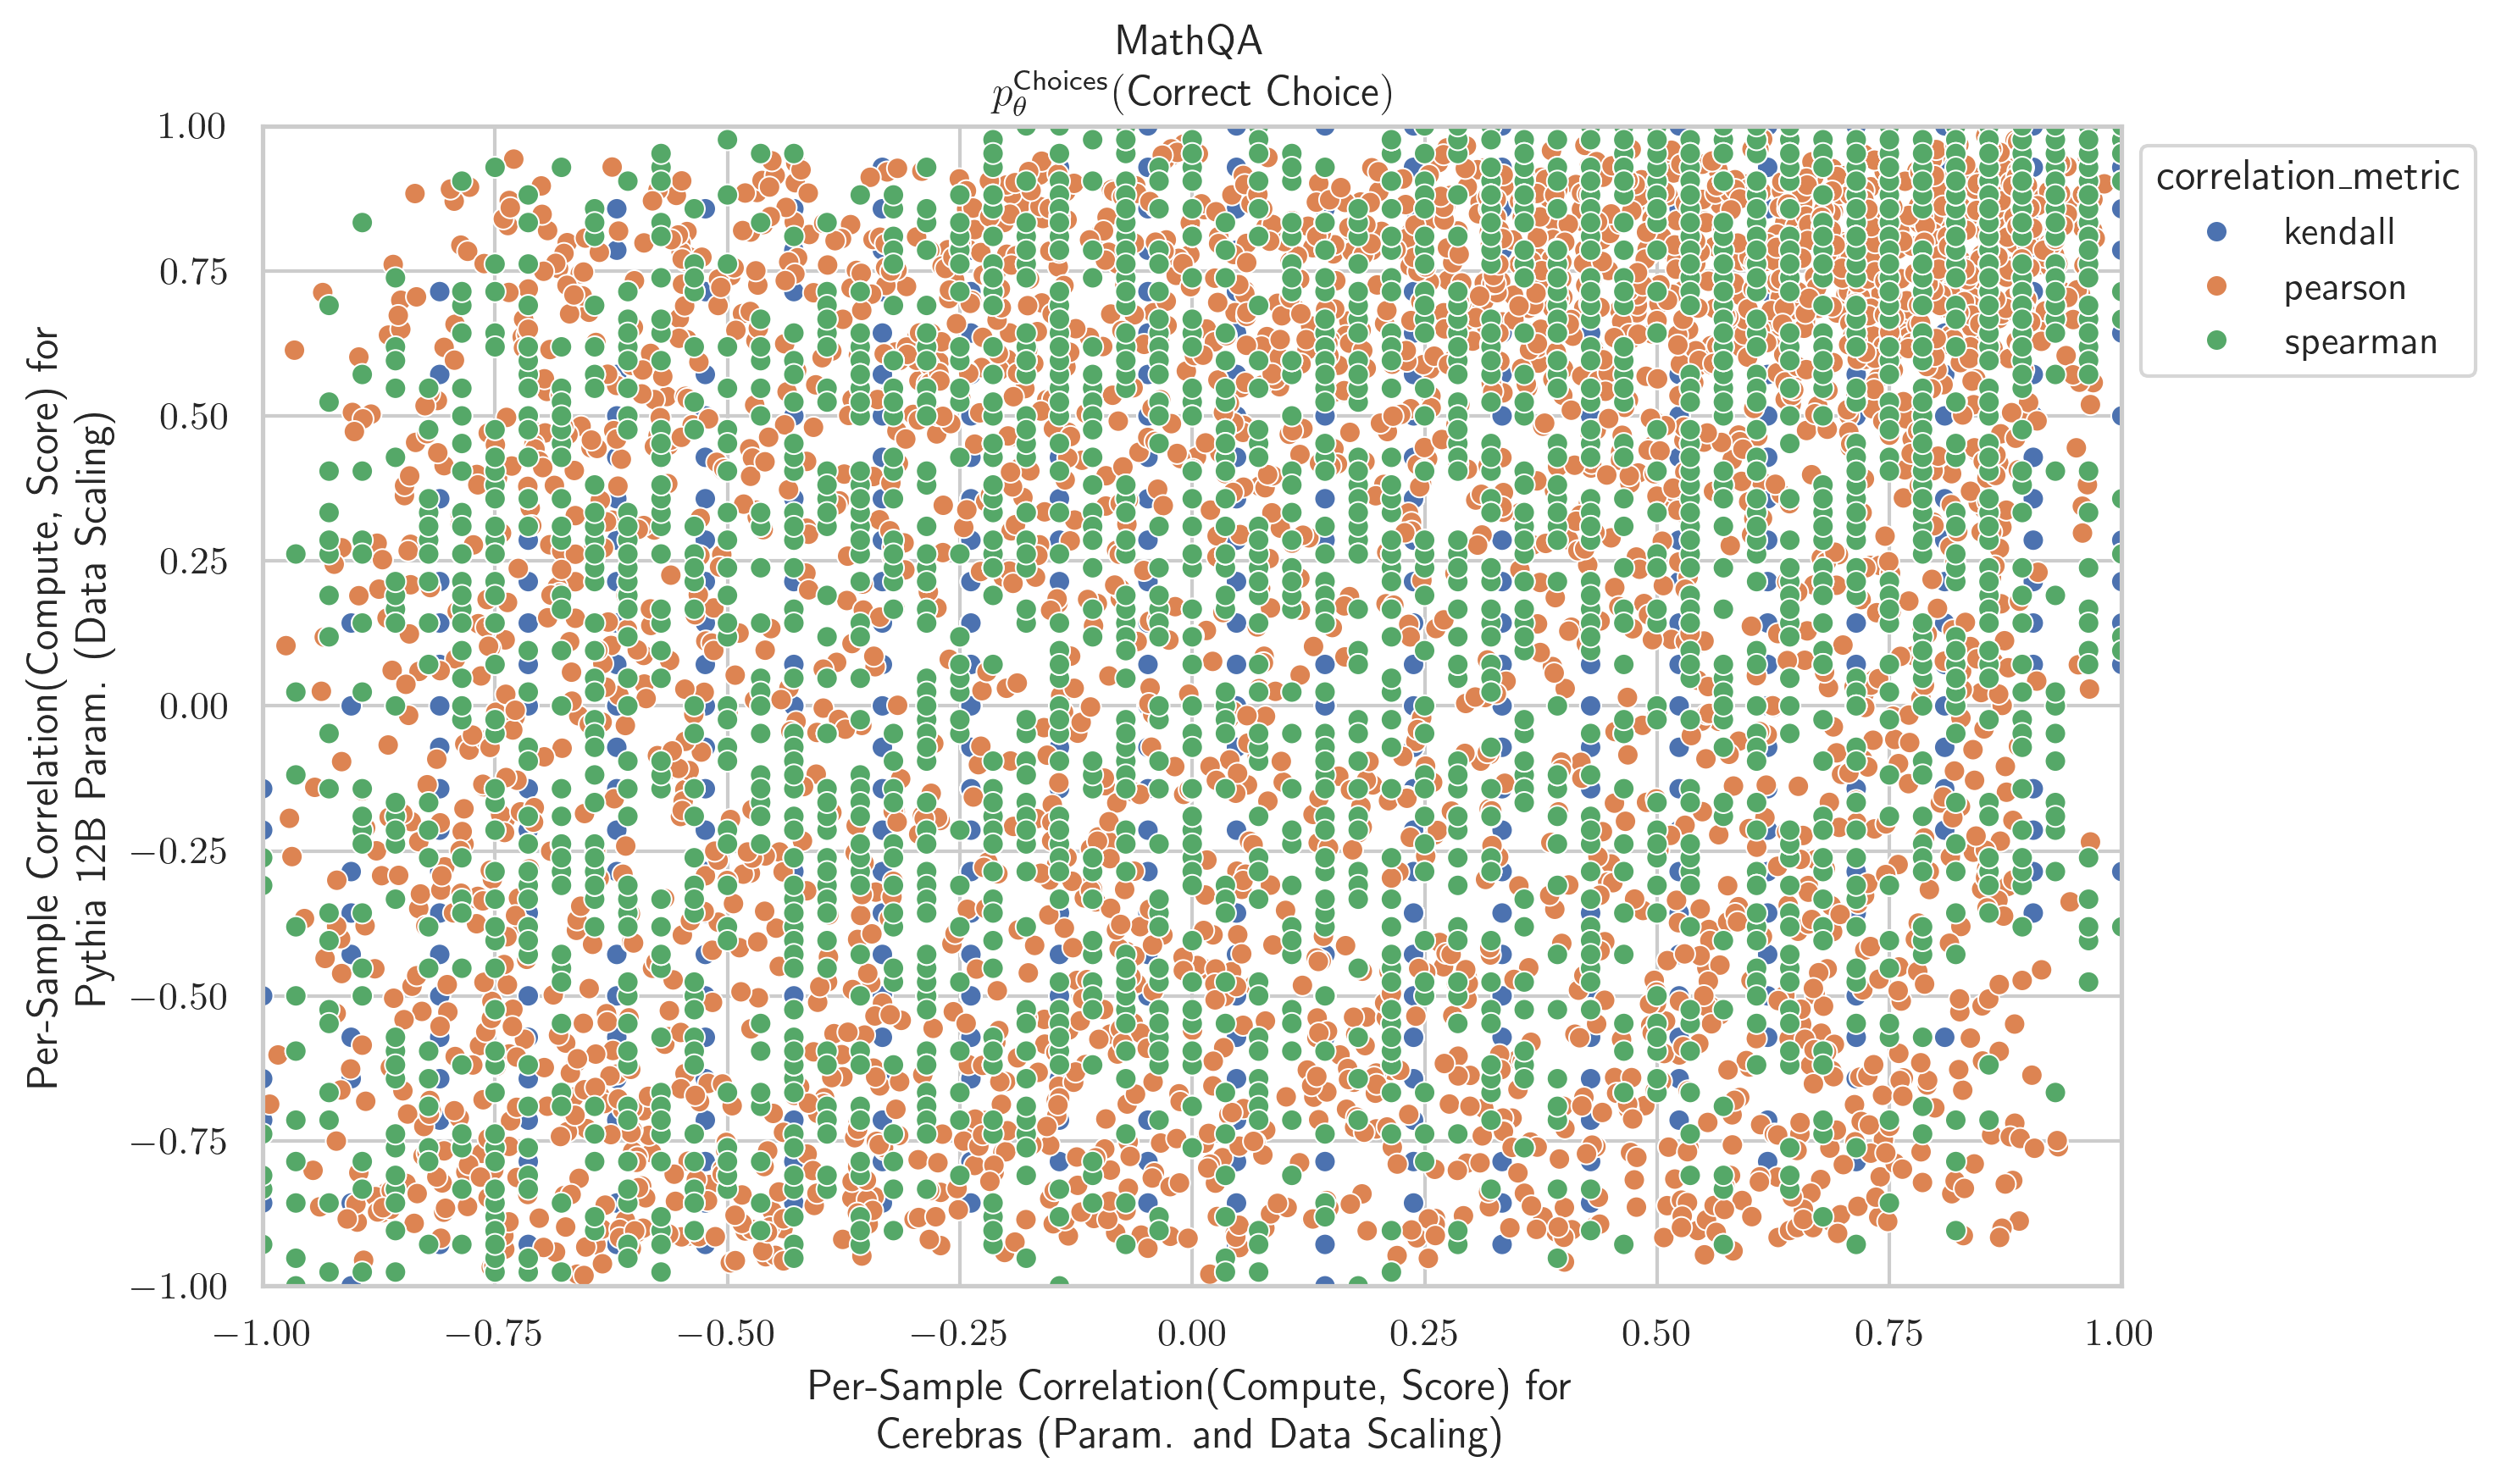 MathQA
p_θ^Choices(Correct Choice)
1.00
0.75
0.50
0.25
0.00
−0.25
−0.50
−0.75
−1.00
Per-Sample Correlation(Compute, Score) for
Pythia 12B Param. (Data Scaling)
−1.00 −0.75 −0.50 −0.25 0.00 0.25 0.50 0.75 1.00
Per-Sample Correlation(Compute, Score) for
Cerebras (Param. and Data Scaling)
correlation_metric
kendall
pearson
spearman